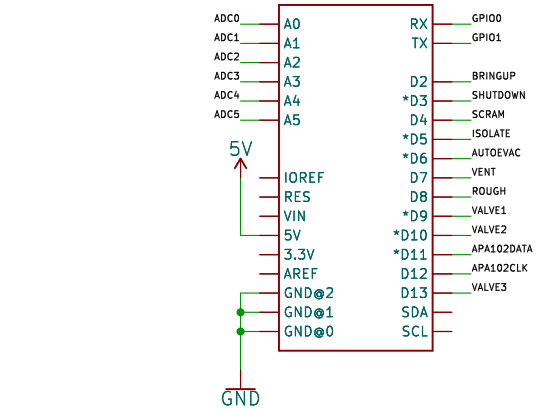 ADC0 A0 RX GPIO0
ADC1 A1 TX GPIO1
ADC2 A2
ADC3 A3 D2 BRINGUP
ADC4 A4 *D3 SHUTDOWN
ADC5 A5 D4 SCRAM
*D5 ISOLATE
5V
*D6 AUTOEVAC
IOREF D7 VENT
RES D8 ROUGH
VIN *D9 VALVE1
5V *D10 VALVE2
3.3V *D11 APA102DATA
AREF D12 APA102CLK
GND@2 D13 VALVE3
GND@1 SDA
GND@0 SCL
GND